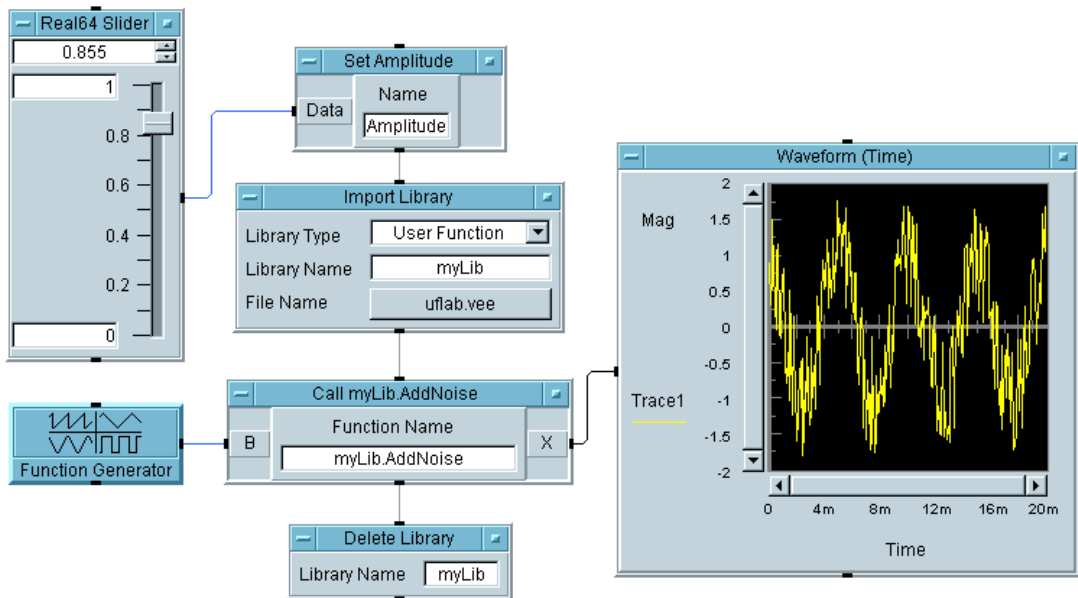 Real64 Slider
0.855
1
0.8
0.6
0.4
0.2
0
Set Amplitude
Data
Name
Amplitude
Import Library
Library Type
User Function
Library Name
myLib
File Name
uflab.vee
Function Generator
Call myLib.AddNoise
B
Function Name
myLib.AddNoise
X
Delete Library
Library Name
myLib
Waveform (Time)
Mag
Trace1
2
1.5
1
0.5
0
-0.5
-1
-1.5
-2
0 4m 8m 12m 16m 20m
Time